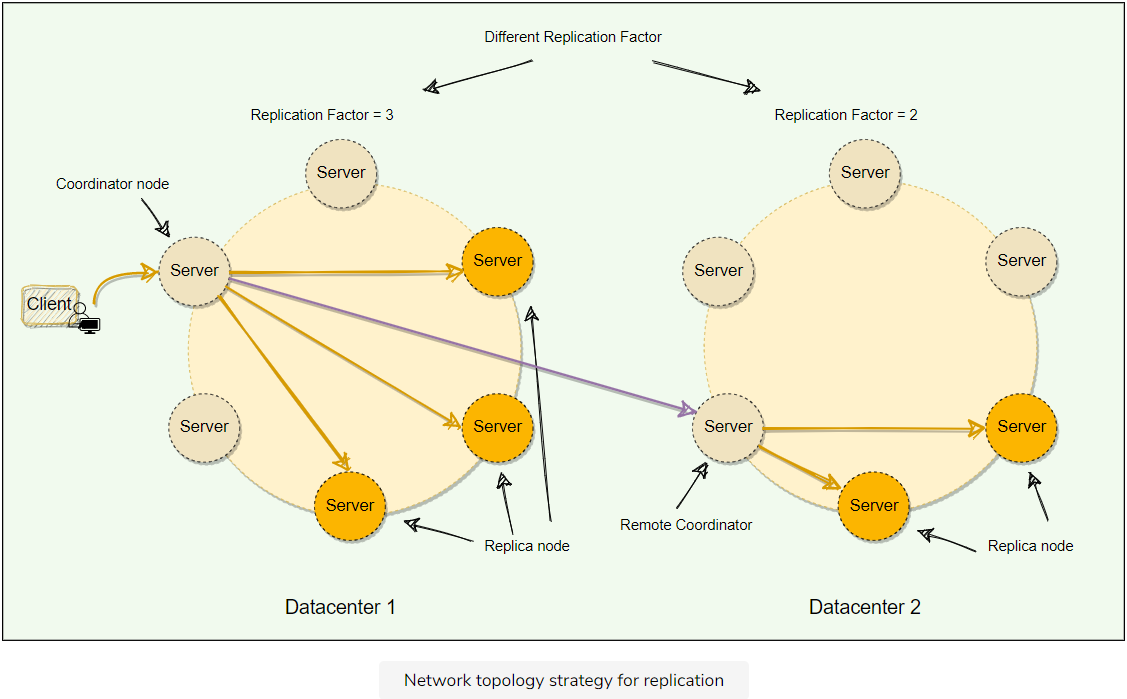 Different Replication Factor
Replication Factor = 3
Replication Factor = 2
Server
Server
Coordinator node
Server
Server
Server
Server
Client
Server
Server
Server
Server
Server
Server
Server
Remote Coordinator
Replica node
Replica node
Datacenter 1
Datacenter 2
Network topology strategy for replication